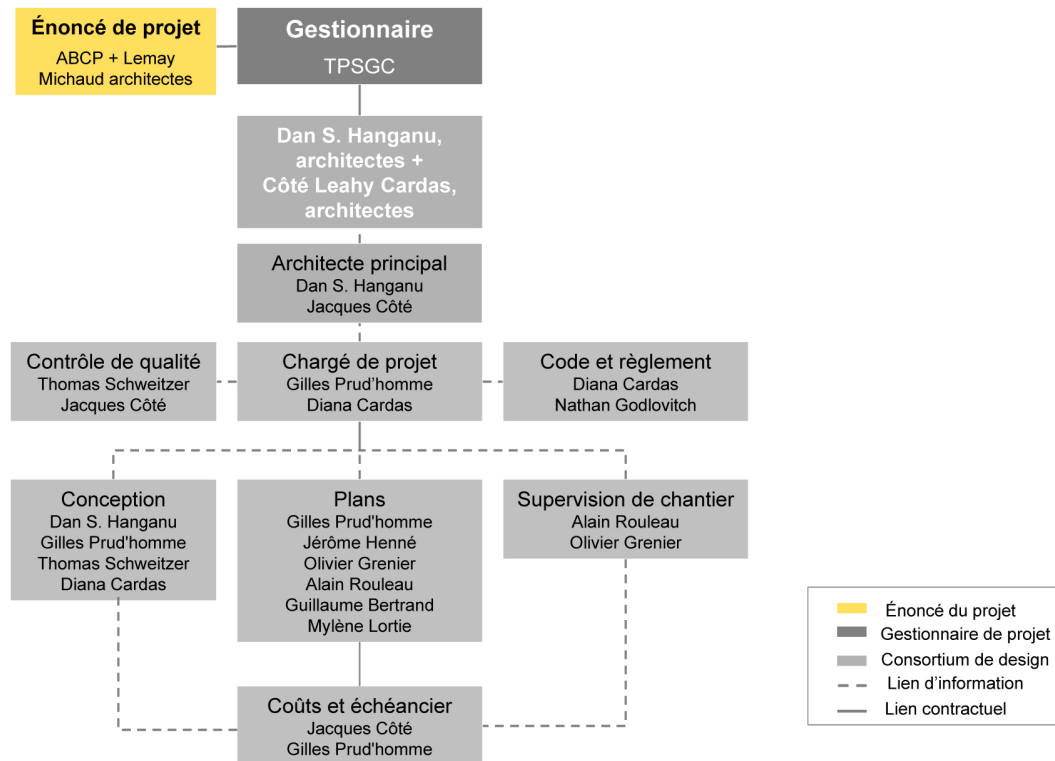 Énoncé de projet
ABCP + Lemay
Michaud architectes
Gestionnaire
TPSGC
Dan S. Hanganu,
architectes +
Côté Leahy Cardas,
architectes
Architecte principal
Dan S. Hanganu
Jacques Côté
Contrôle de qualité
Thomas Schweitzer
Jacques Côté
Chargé de projet
Gilles Prud’homme
Diana Cardas
Code et règlement
Diana Cardas
Nathan Godlovitch
Conception
Dan S. Hanganu
Gilles Prud'homme
Thomas Schweitzer
Diana Cardas
Plans
Gilles Prud'homme
Jérôme Henné
Olivier Grenier
Alain Rouleau
Guillaume Bertrand
Mylène Lortie
Supervision de chantier
Alain Rouleau
Olivier Grenier
Coûts et échéancier
Jacques Côté
Gilles Prud'homme
Énoncé du projet
Gestionnaire de projet
Consortium de design
Lien d’information
Lien contractuel